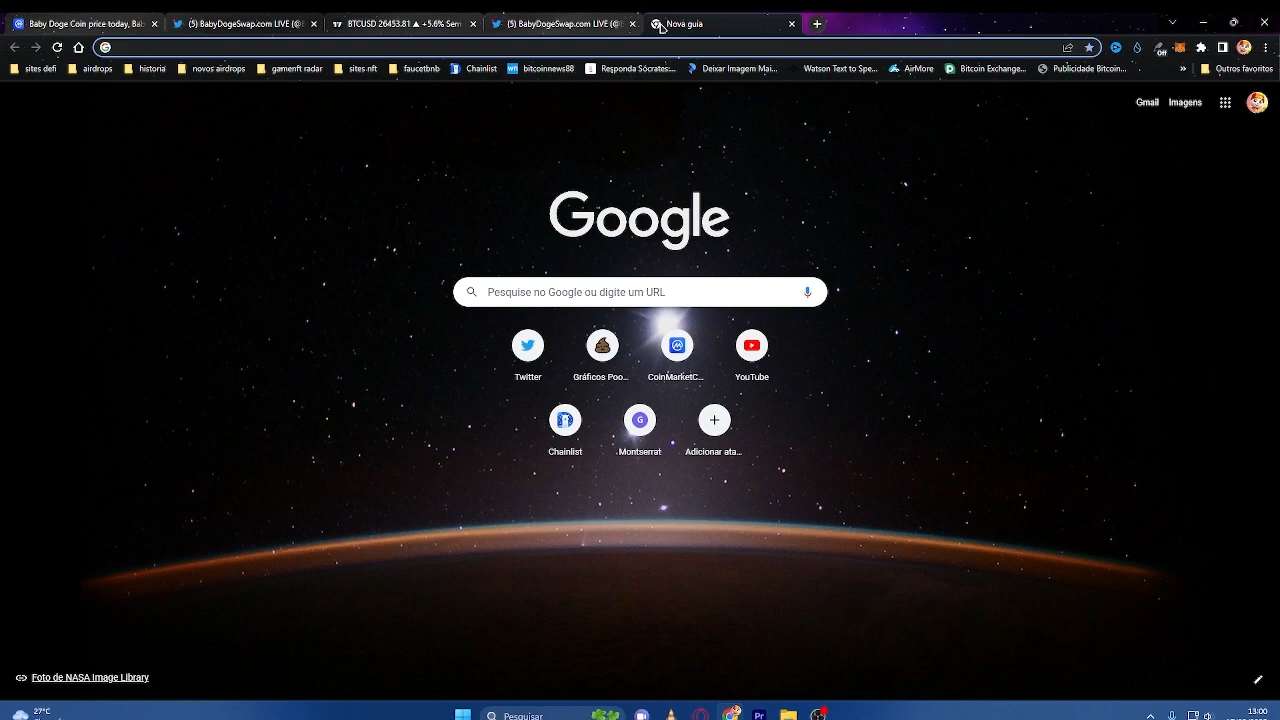 Baby Doge Coin price today, Bab
(5) BabyDogeSwap.com LIVE (@E
BTCUSD 26453.81 ▲ +5.6% Sem
(5) BabyDogeSwap.com LIVE (@E
Nova guia
sites defi
airdrops
historia
novos airdrops
gamenft radar
sites nft
faucetbnb
Chainlist
bitcoinnews88
Responda Sócrates:...
Deixar Imagem Mai...
Watson Text to Spe...
AirMore
Bitcoin Exchange...
Publicidade Bitcoin...
»
Outros favoritos
Gmail
Imagens
Google
Pesquise no Google ou digite um URL
Twitter
Gráficos Poo...
CoinMarketC...
YouTube
Chainlist
Montserrat
Adicionar ata...
Foto de NASA Image Library
27°C
Pesquisar
13:00